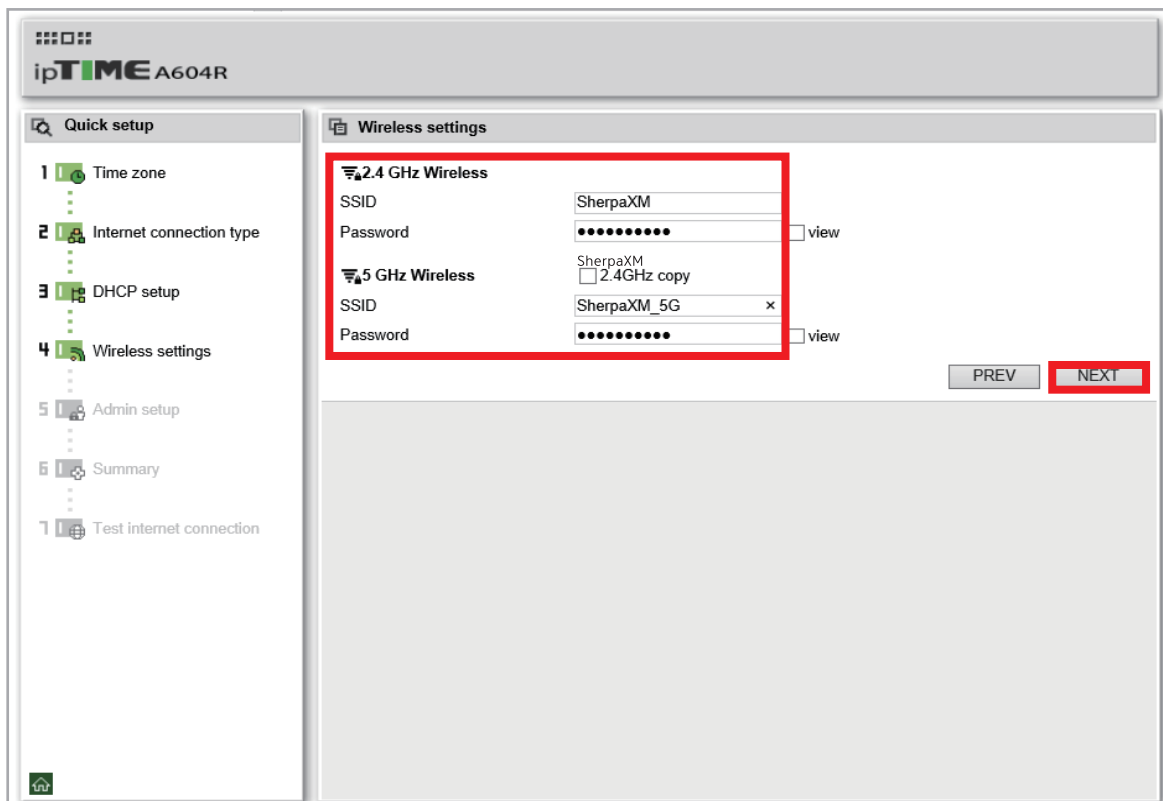 ipTIME A604R
Quick setup
1 Time zone
2 Internet connection type
3 DHCP setup
4 Wireless settings
5 Admin setup
6 Summary
7 Test internet connection
Wireless settings
2.4 GHz Wireless
SSID SherpaXM
Password ●●●●●●●●●● view
SherpaXM
5 GHz Wireless 2.4GHz copy
SSID SherpaXM_5G ×
Password ●●●●●●●●●● view
PREV NEXT